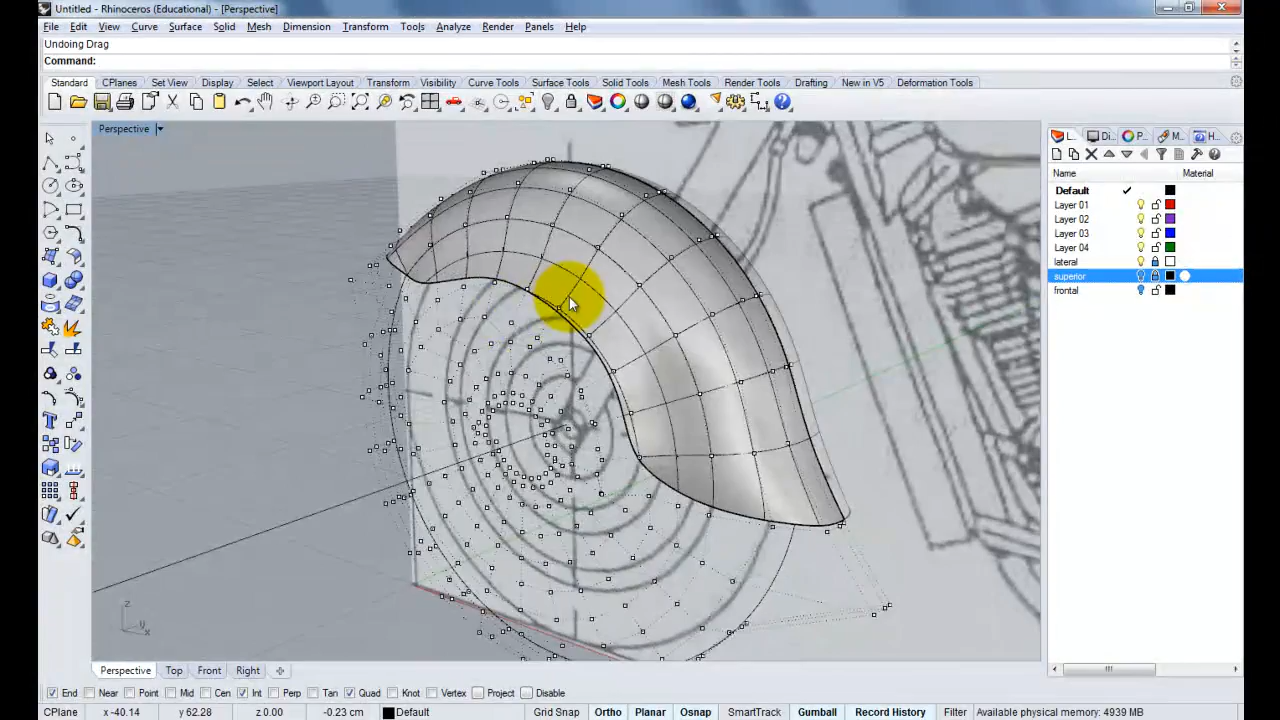 Untitled - Rhinoceros (Educational) - [Perspective]
File Edit View Curve Surface Solid Mesh Dimension Transform Tools Analyze Render Panels Help
Undoing Drag
Command:
Standard CPlanes Set View Display Select Viewport Layout Transform Visibility Curve Tools Surface Tools Solid Tools Mesh Tools Render Tools Drafting New in V5 Deformation Tools
Perspective
L... Di... P... M... H...
Name Material
Default
Layer 01
Layer 02
Layer 03
Layer 04
lateral
superior
frontal
z
y
x
Perspective Top Front Right
End Near Point Mid Cen Int Perp Tan Quad Knot Vertex Project Disable
CPlane x -40.14 y 62.28 z 0.00 -0.23 cm Default Grid Snap Ortho Planar Osnap SmartTrack Gumball Record History Filter Available physical memory: 4939 MB